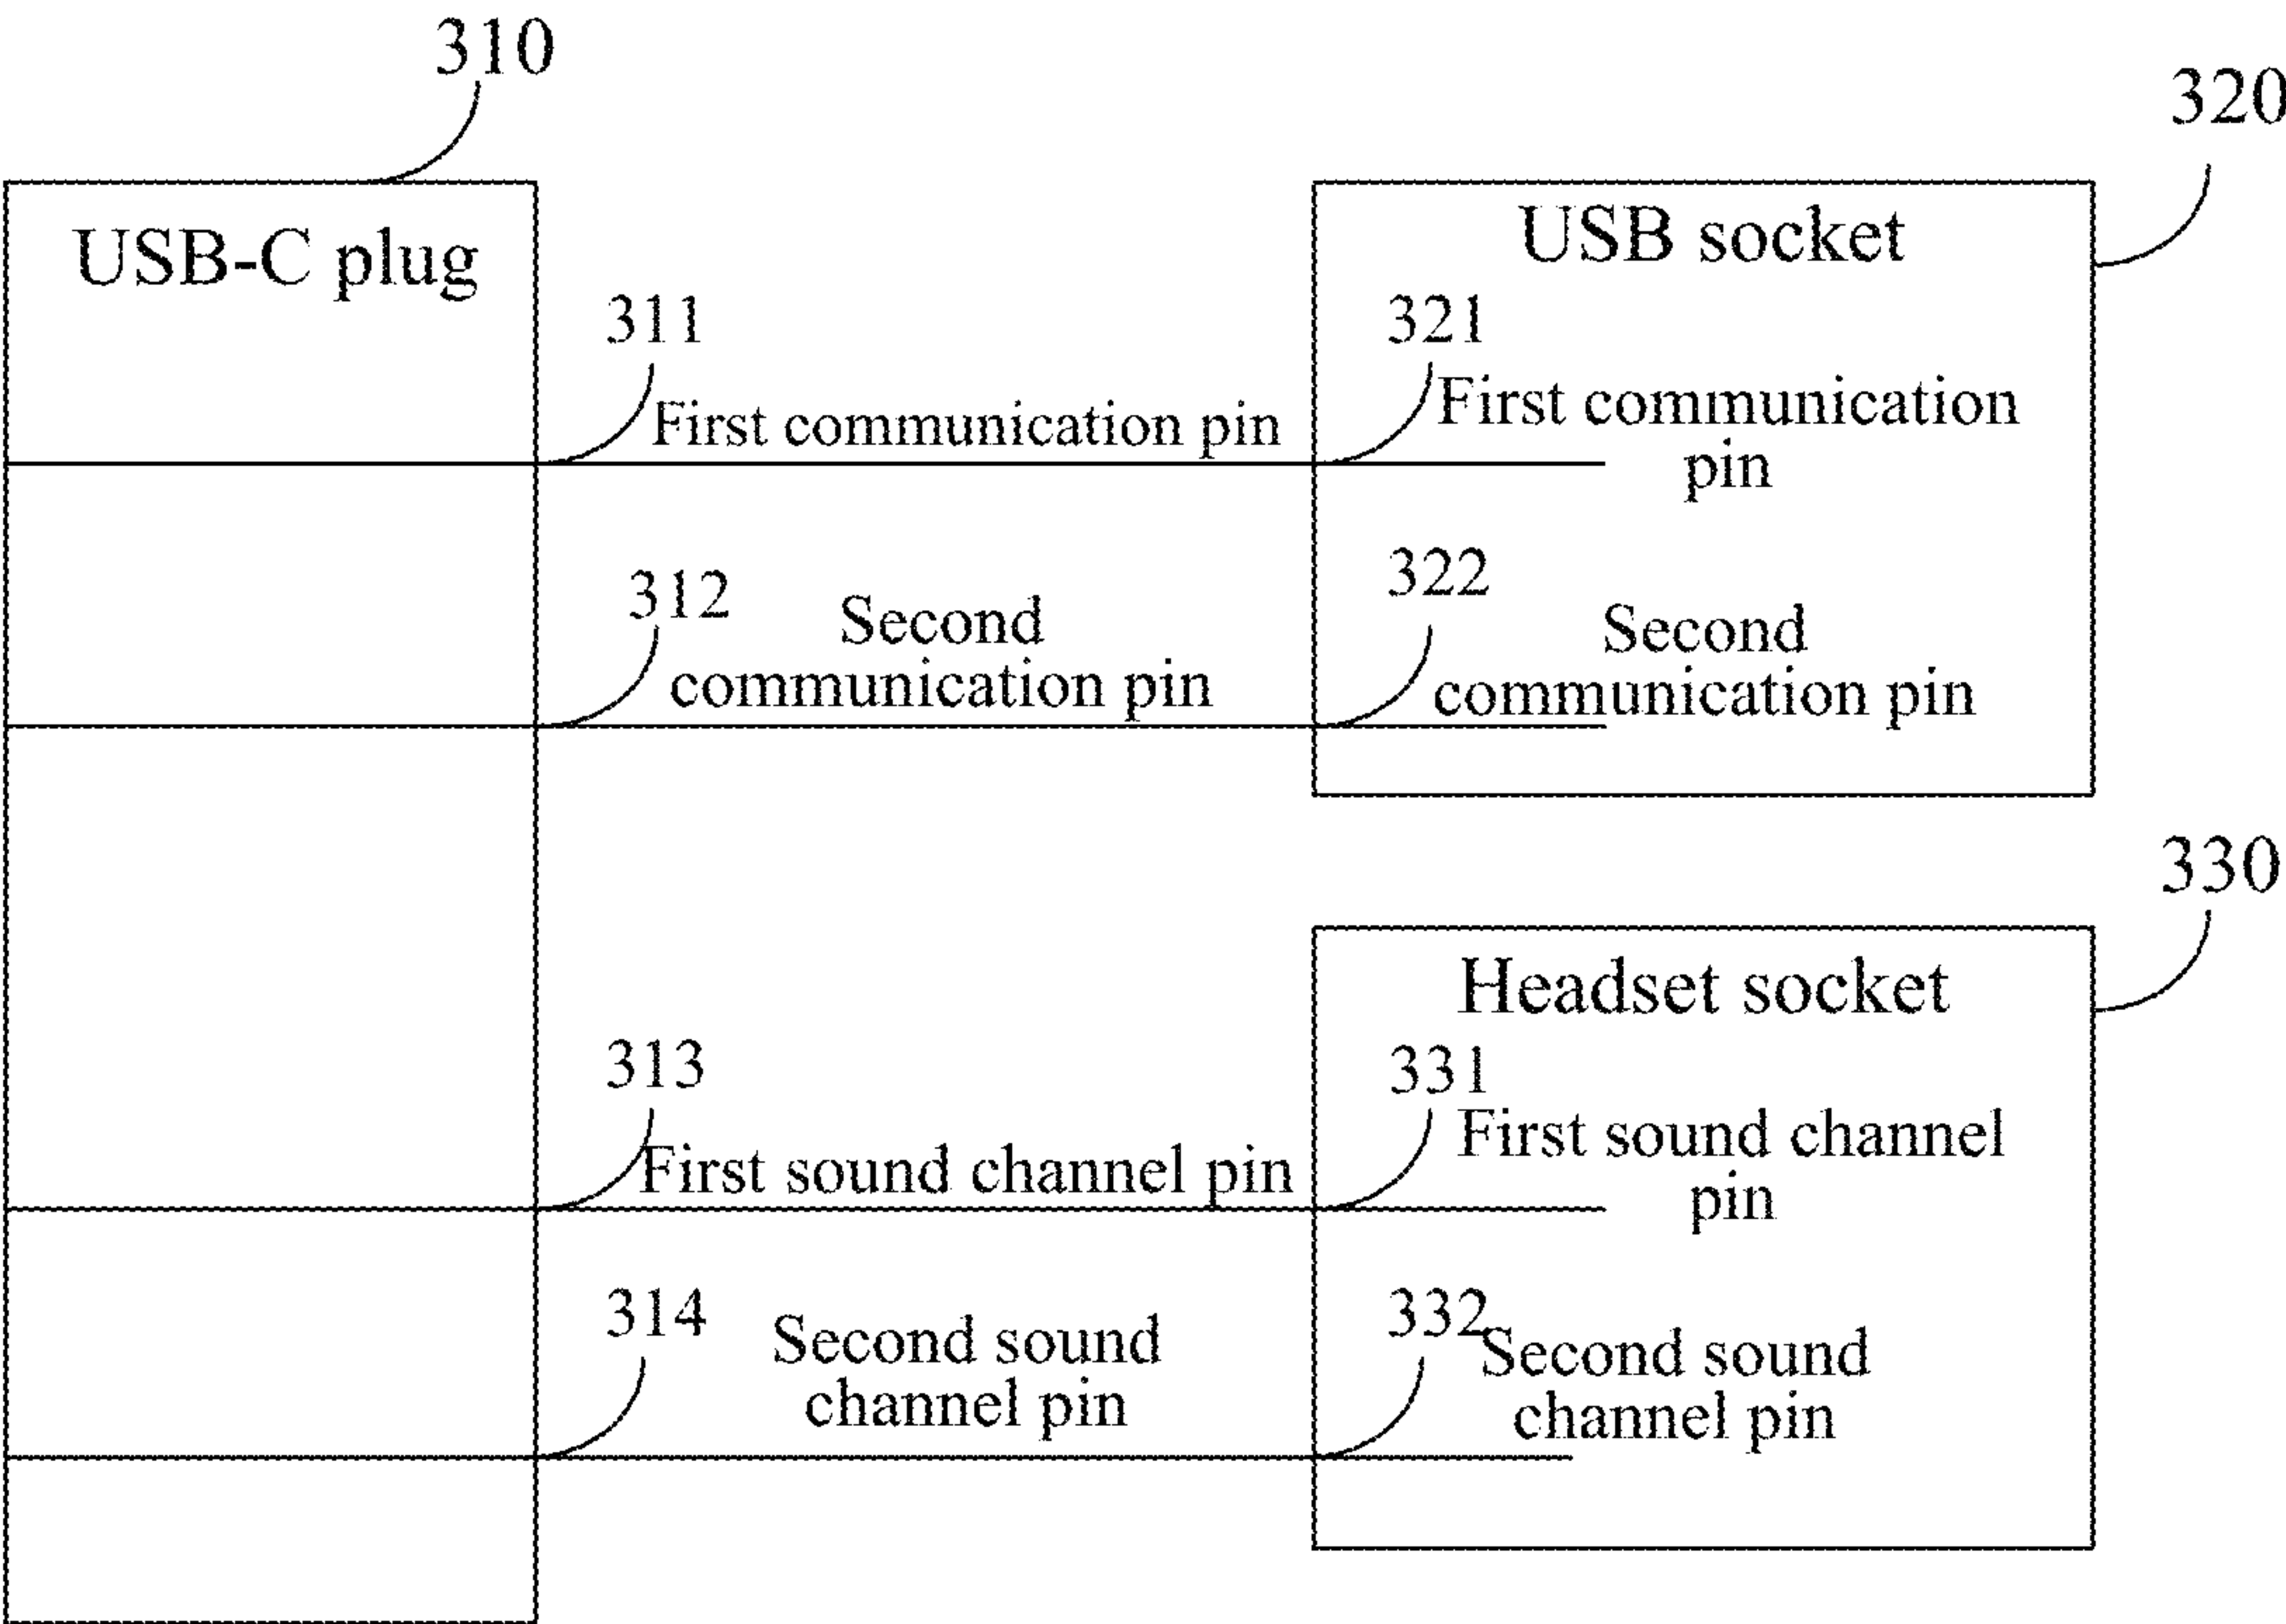 310
320
USB-C plug
USB socket
311
First communication pin
321
First communication
pin
312
Second
communication pin
322
Second
communication pin
330
Headset socket
313
First sound channel pin
331
First sound channel
pin
314
Second sound
channel pin
332
Second sound
channel pin